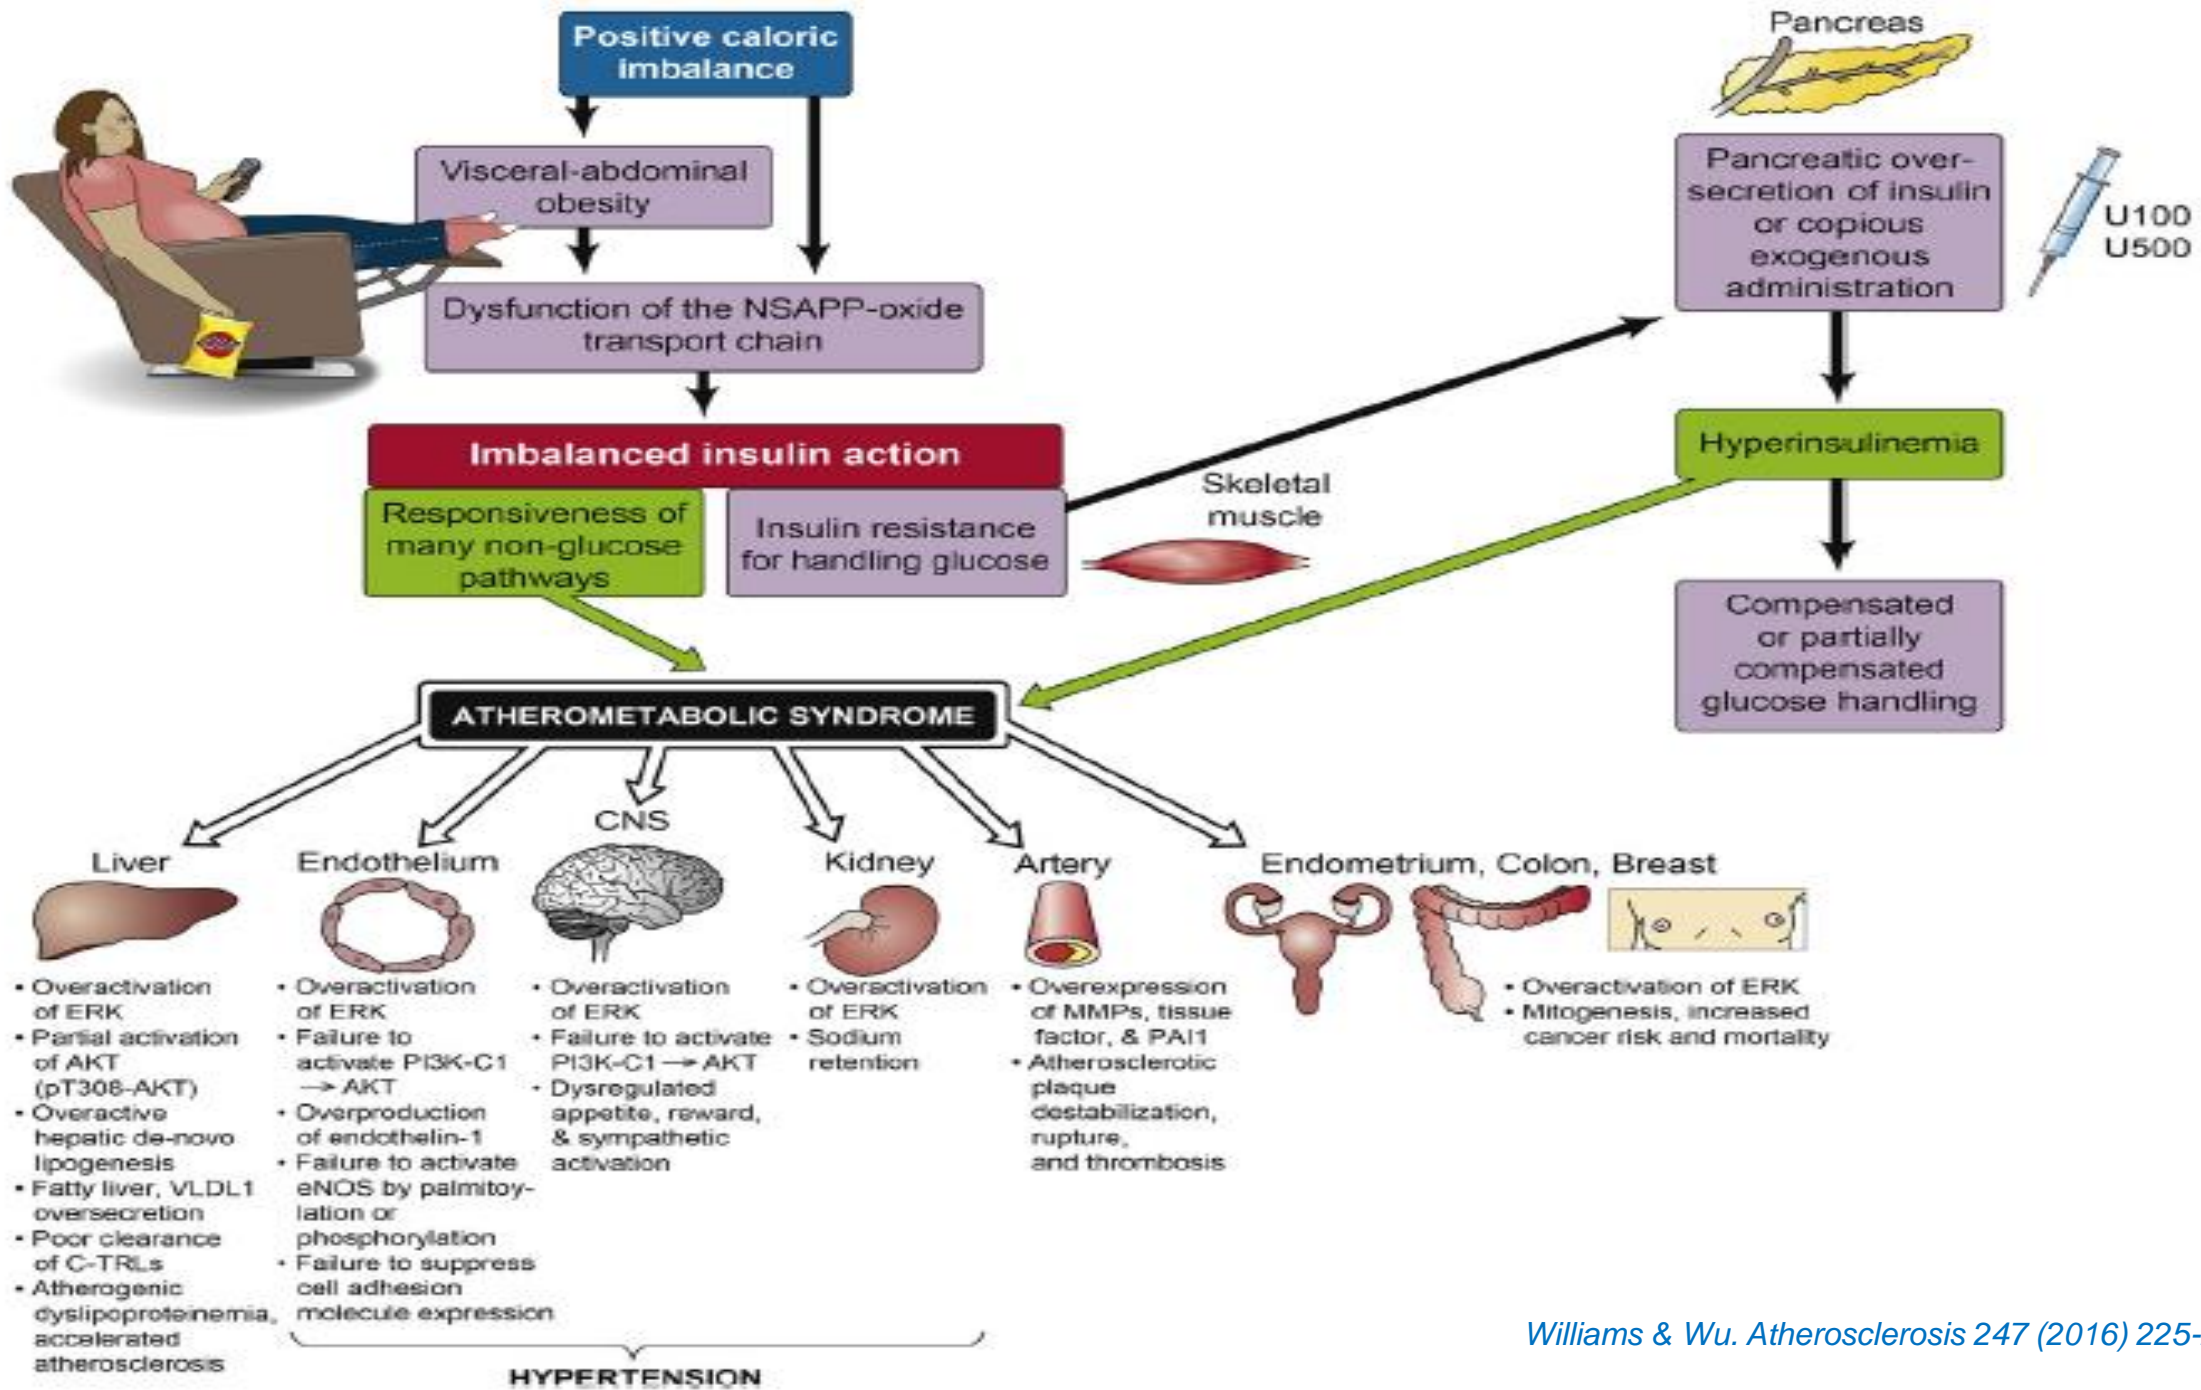 Positive caloric
imbalance
Visceral-abdominal
obesity
Dysfunction of the NSAPP-oxide
transport chain
Imbalanced insulin action
Responsiveness of
many non-glucose
pathways
Insulin resistance
for handling glucose
Skeletal
muscle
Pancreas
Pancreatic over-
secretion of insulin
or copious
exogenous
administration
U100
U500
Hyperinsulinemia
Compensated
or partially
compensated
glucose handling
ATHEROMETABOLIC SYNDROME
Liver
• Overactivation
of ERK
• Partial activation
of AKT
(pT308-AKT)
• Overactive
hepatic de-novo
lipogenesis
• Fatty liver, VLDL1
oversecretion
• Poor clearance
of C-TRLs
• Atherogenic
dyslipoproteinemia,
accelerated
atherosclerosis
Endothelium
• Overactivation
of ERK
• Failure to
activate PI3K-C1
→ AKT
• Overproduction
of endothelin-1
• Failure to activate
eNOS by palmitoy-
lation or
phosphorylation
• Failure to suppress
cell adhesion
molecule expression
CNS
• Overactivation
of ERK
• Failure to activate
PI3K-C1 → AKT
• Dysregulated
appetite, reward,
& sympathetic
activation
Kidney
• Overactivation
of ERK
• Sodium
retention
HYPERTENSION
Artery
• Overexpression
of MMPs, tissue
factor, & PAI1
• Atherosclerotic
plaque
destabilization,
rupture,
and thrombosis
Endometrium, Colon, Breast
• Overactivation of ERK
• Mitogenesis, increased
cancer risk and mortality
Williams & Wu. Atherosclerosis 247 (2016) 225-